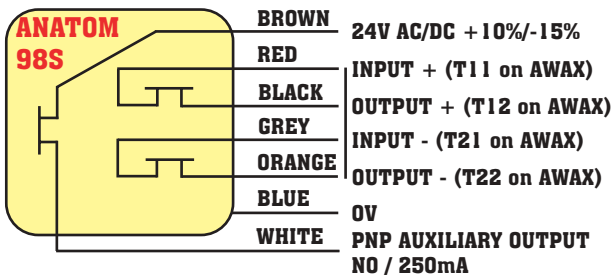 ANATOM
98S
BROWN 24V AC/DC +10%/-15%
RED INPUT + (T11 on AWAX)
BLACK OUTPUT + (T12 on AWAX)
GREY INPUT - (T21 on AWAX)
ORANGE OUTPUT - (T22 on AWAX)
BLUE 0V
WHITE PNP AUXILIARY OUTPUT
NO / 250mA